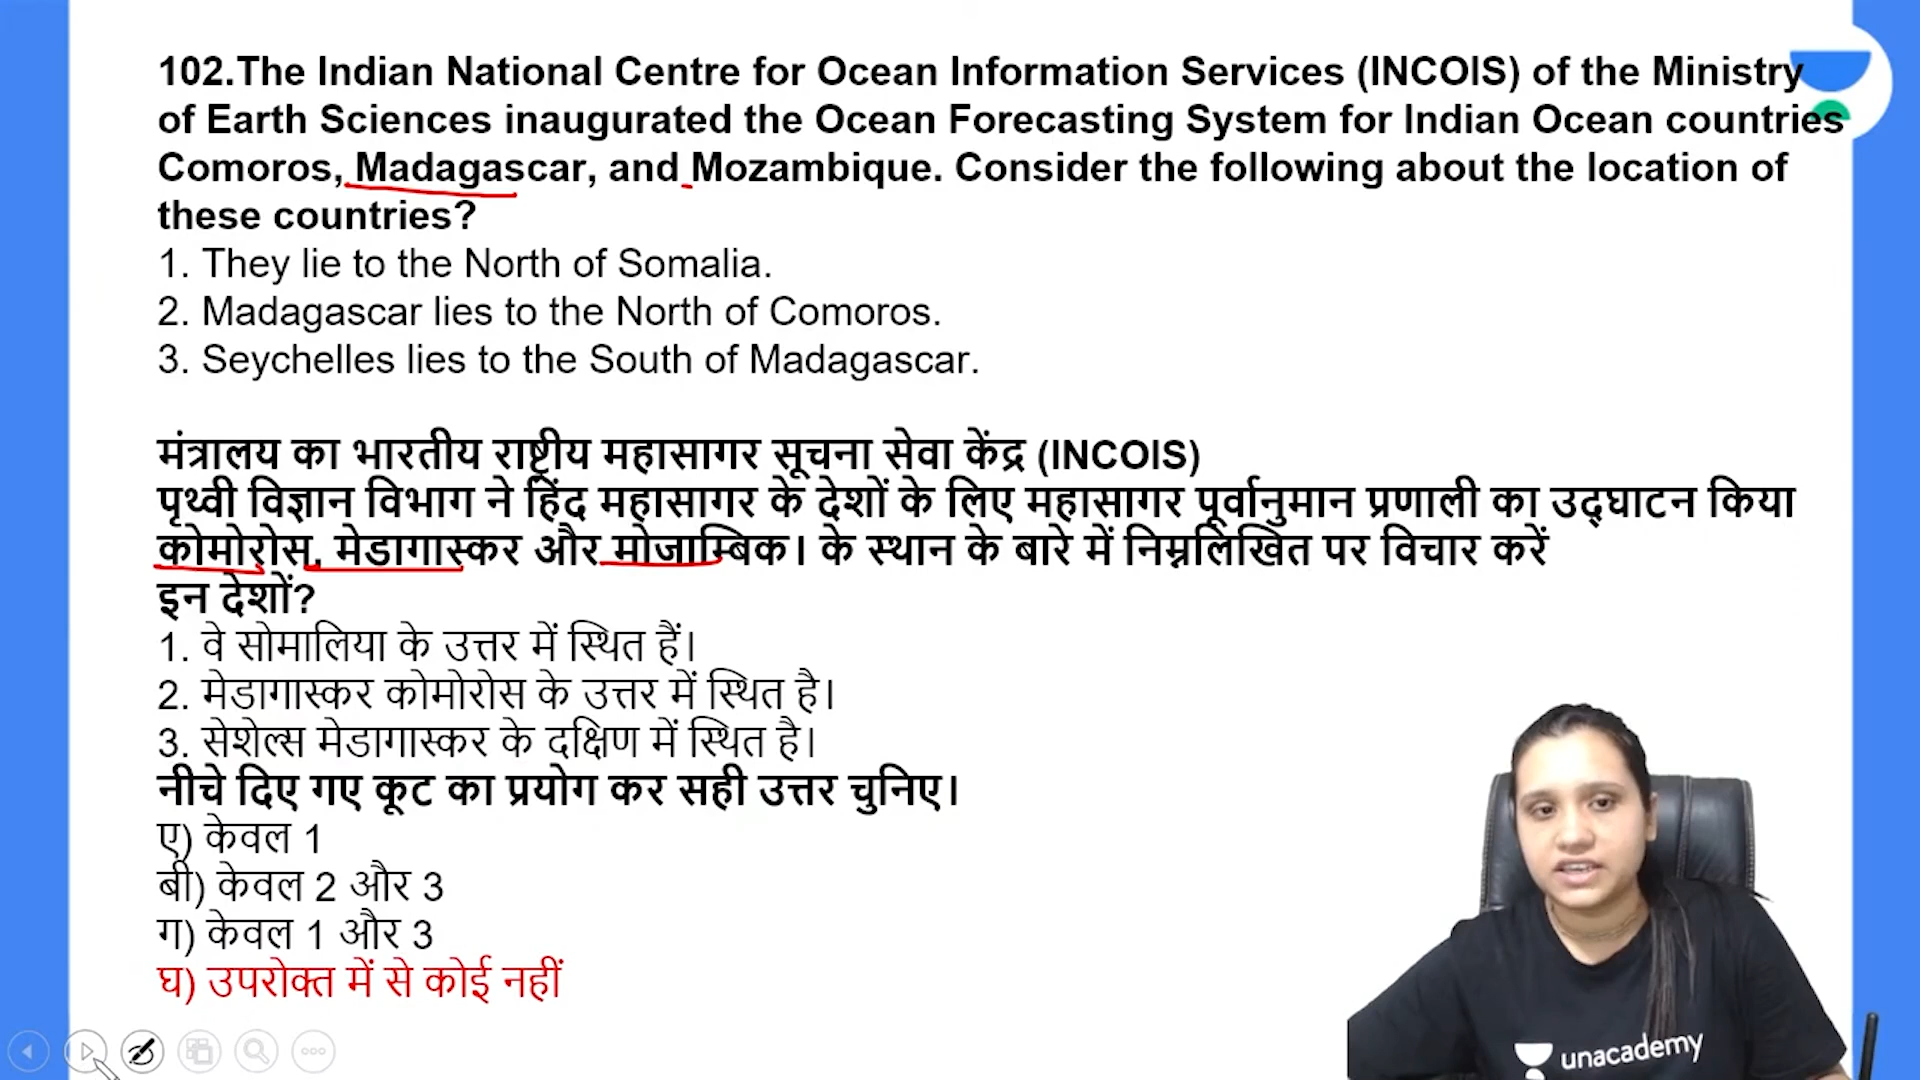 102.The Indian National Centre for Ocean Information Services (INCOIS) of the Ministry
of Earth Sciences inaugurated the Ocean Forecasting System for Indian Ocean countries
Comoros, Madagascar, and Mozambique. Consider the following about the location of
these countries?
1. They lie to the North of Somalia.
2. Madagascar lies to the North of Comoros.
3. Seychelles lies to the South of Madagascar.
मंत्रालय का भारतीय राष्ट्रीय महासागर सूचना सेवा केंद्र (INCOIS)
पृथ्वी विज्ञान विभाग ने हिंद महासागर के देशों के लिए महासागर पूर्वानुमान प्रणाली का उद्घाटन किया
कोमोरोस, मेडागास्कर और मोजाम्बिक। के स्थान के बारे में निम्नलिखित पर विचार करें
इन देशों?
1. वे सोमालिया के उत्तर में स्थित हैं।
2. मेडागास्कर कोमोरोस के उत्तर में स्थित है।
3. सेशेल्स मेडागास्कर के दक्षिण में स्थित है।
नीचे दिए गए कूट का प्रयोग कर सही उत्तर चुनिए।
ए) केवल 1
बी) केवल 2 और 3
ग) केवल 1 और 3
घ) उपरोक्त में से कोई नहीं
unacademy